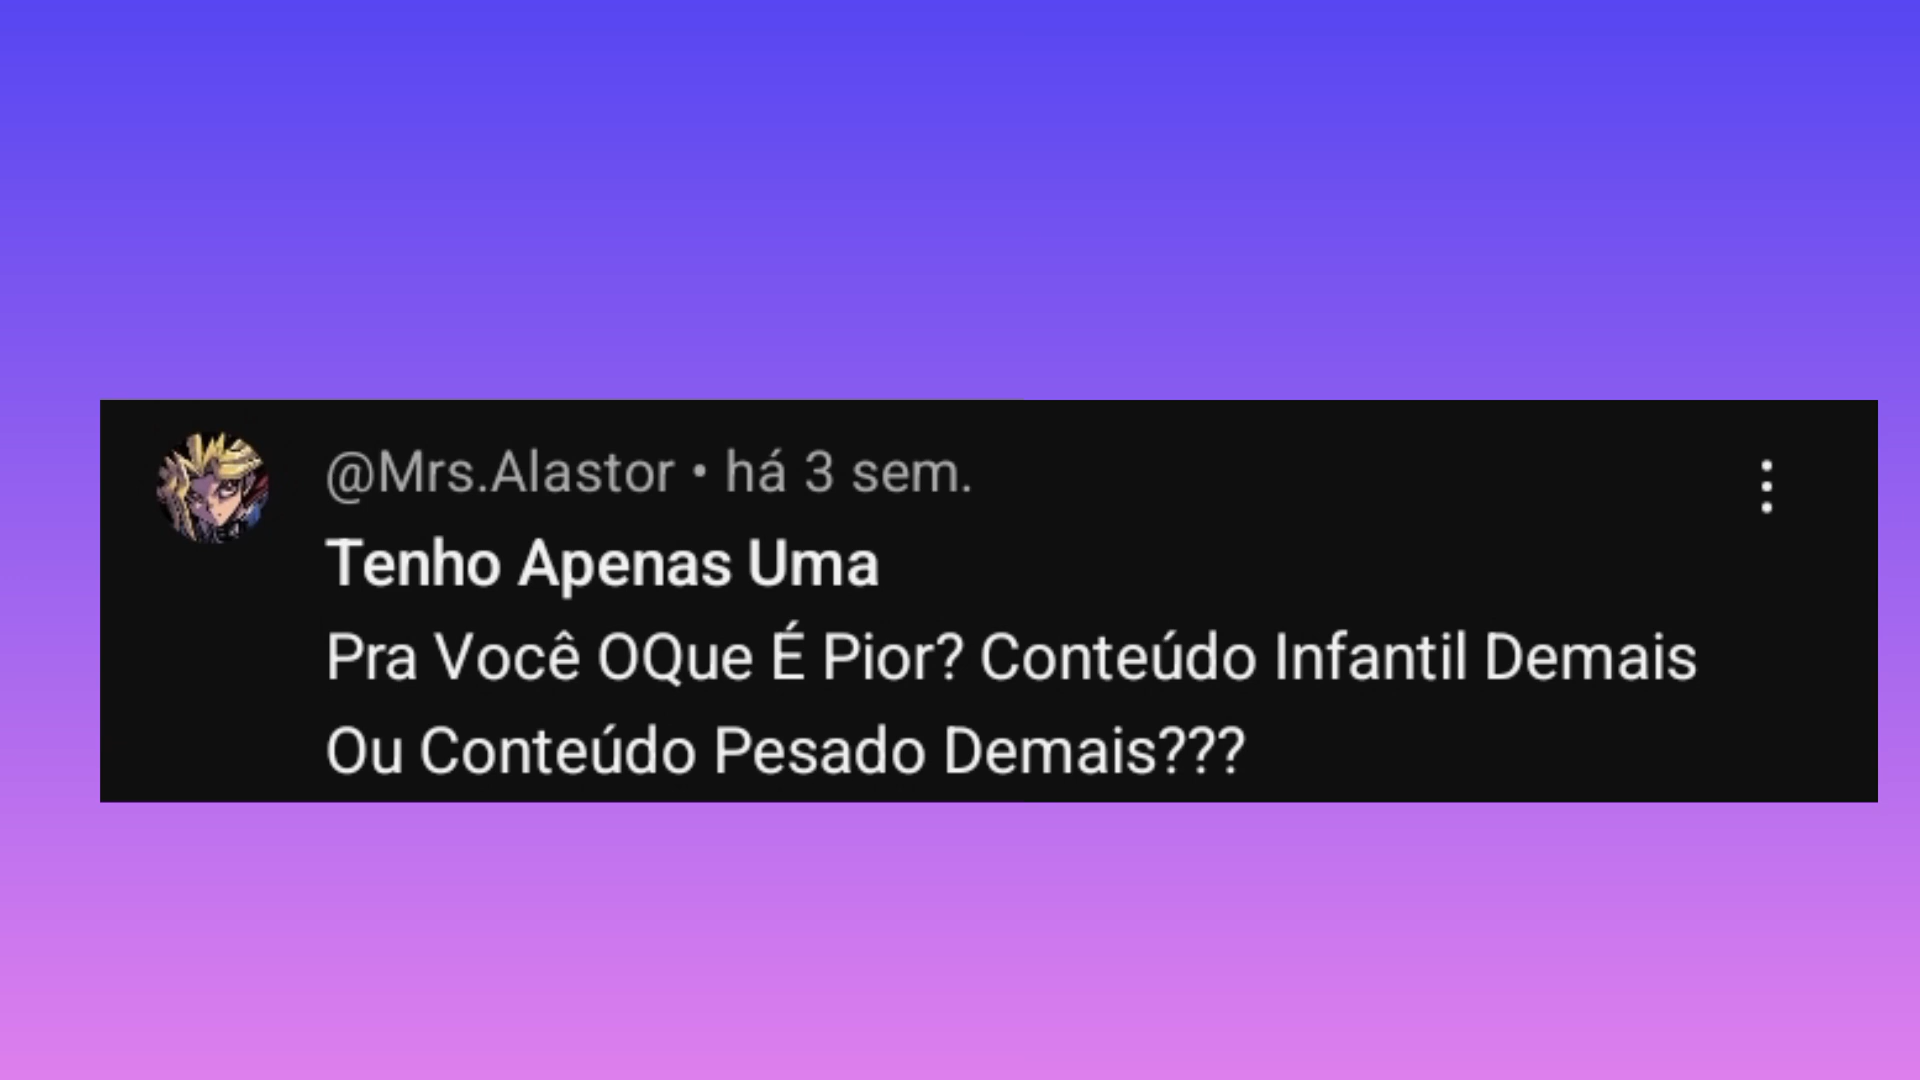 @Mrs.Alastor • há 3 sem.
Tenho Apenas Uma
Pra Você OQue É Pior? Conteúdo Infantil Demais
Ou Conteúdo Pesado Demais???